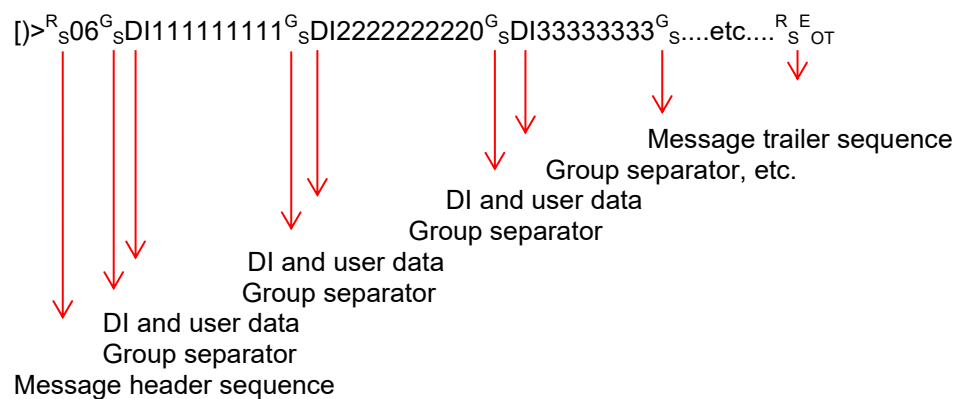 [)>RS06GSDI111111111GSDI2222222220GSDI33333333GS....etc....RSEOT
Message trailer sequence
Group separator, etc.
DI and user data
Group separator
DI and user data
Group separator
DI and user data
Group separator
Message header sequence